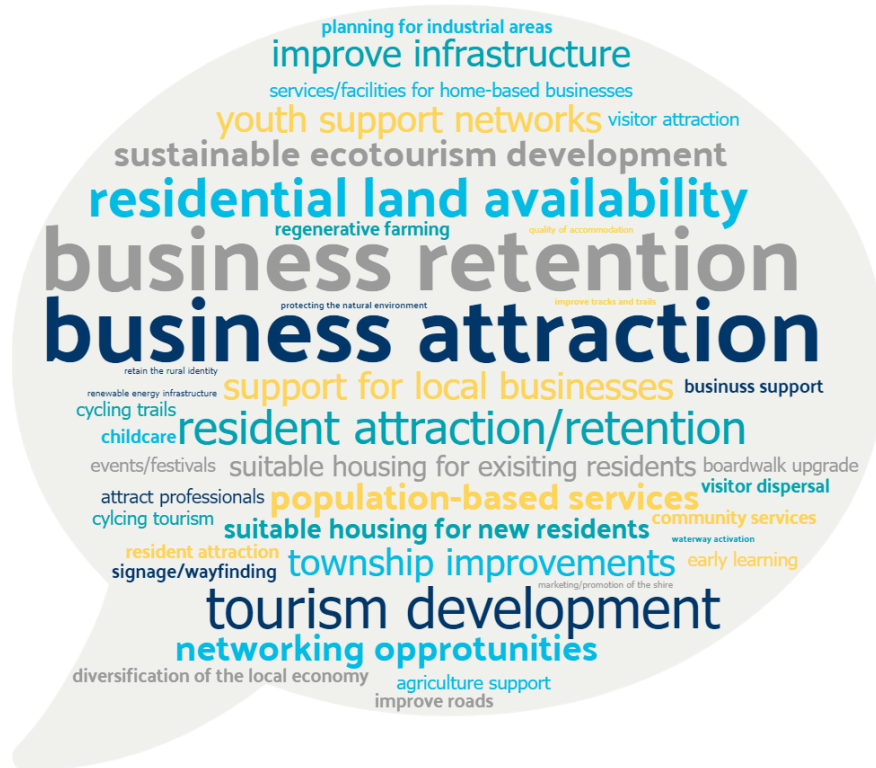 planning for industrial areas
improve infrastructure
services/facilities for home-based businesses
youth support networks
visitor attraction
sustainable ecotourism development
residential land availability
regenerative farming
quality of accommodation
business retention
protecting the natural environment
improve tracks and trails
business attraction
retain the rural identity
renewable energy infrastructure
support for local businesses
businuss support
cycling trails
childcare
resident attraction/retention
events/festivals
suitable housing for exisiting residents
boardwalk upgrade
attract professionals
population-based services
visitor dispersal
cylcing tourism
suitable housing for new residents
community services
waterway activation
resident attraction
signage/wayfinding
township improvements
early learning
marketing/promotion of the shire
tourism development
networking opprotunities
diversification of the local economy
agriculture support
improve roads